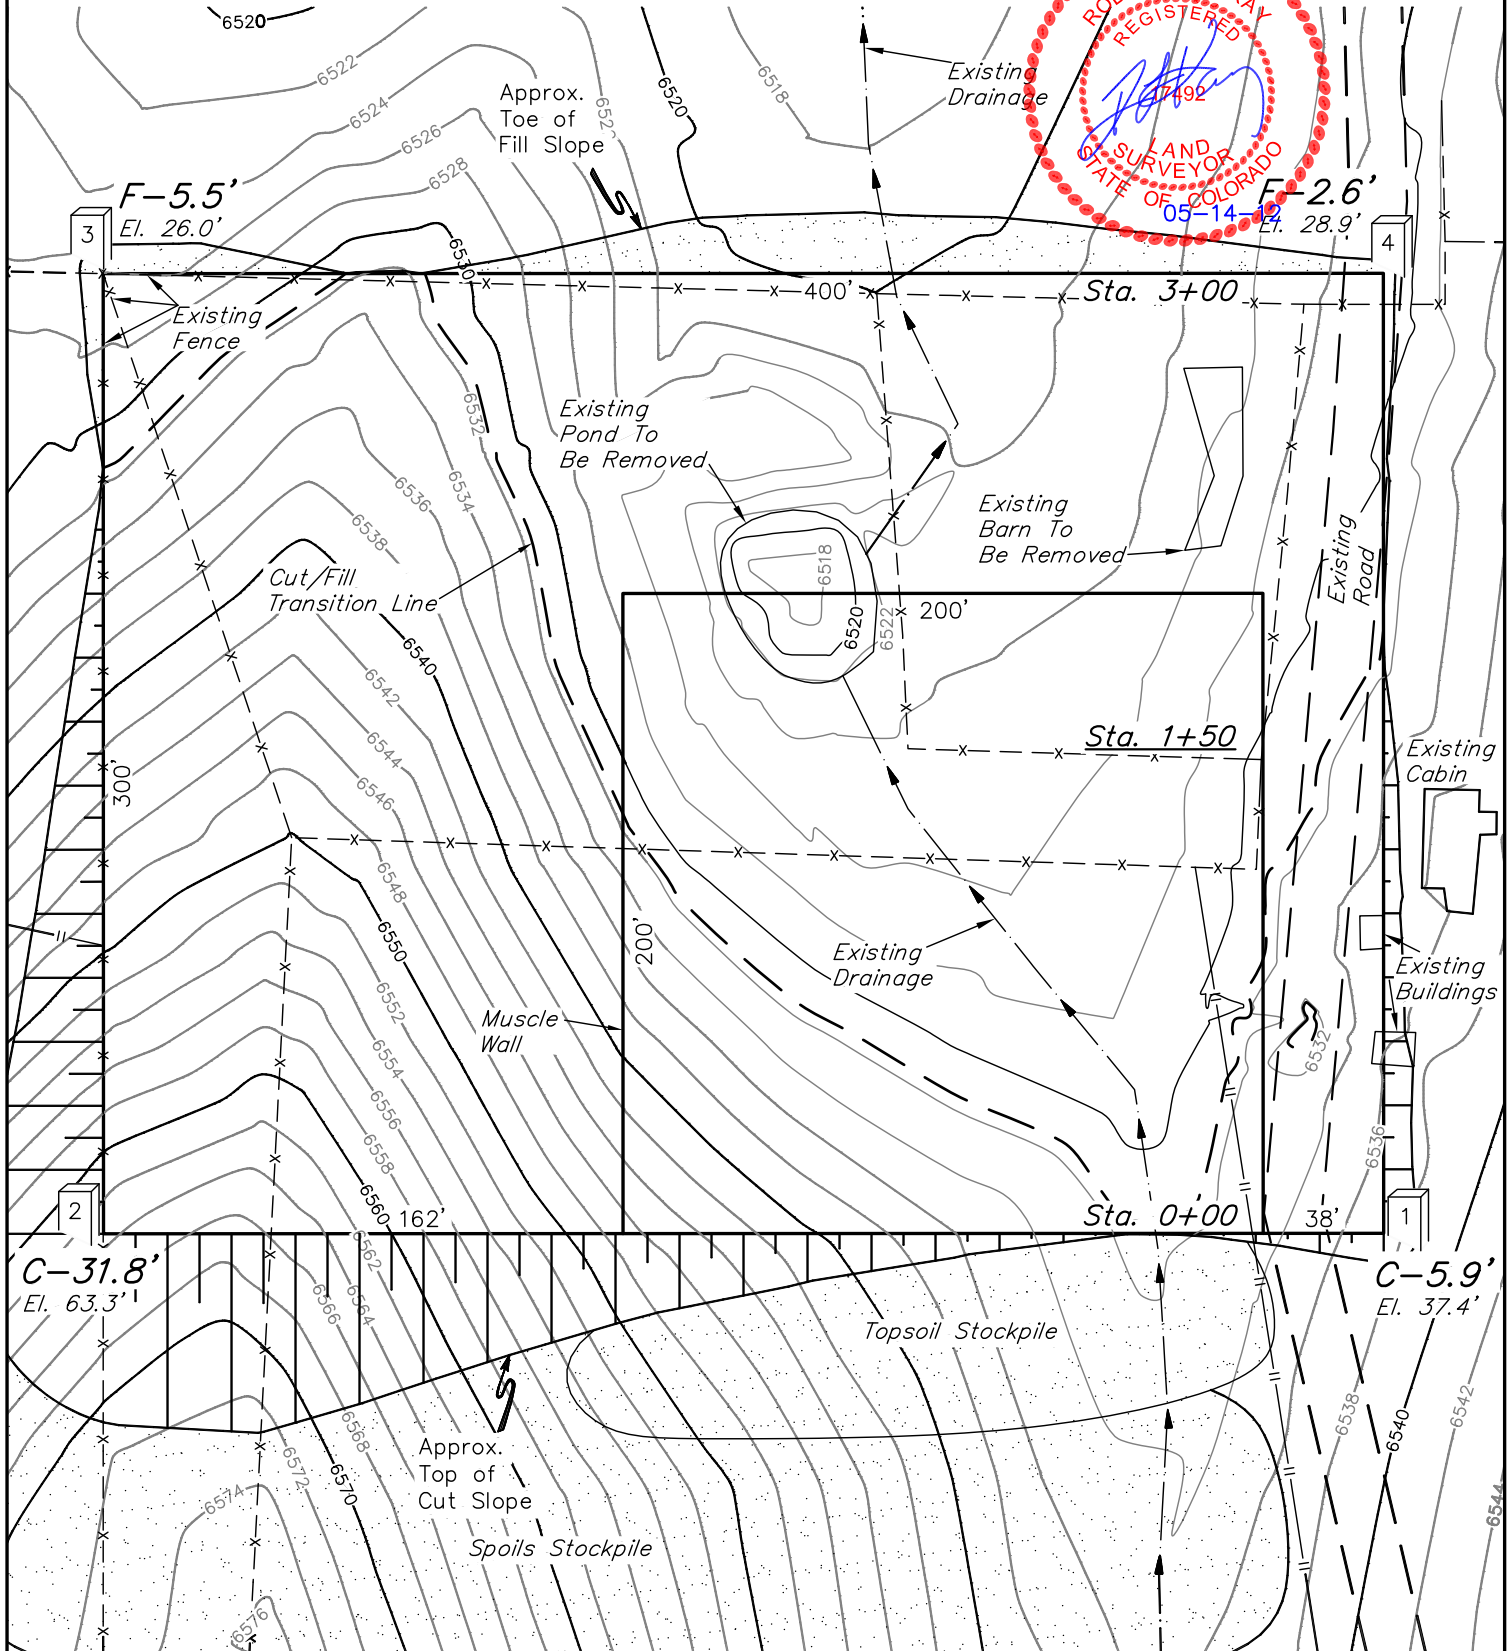 6520
6522
6524
6526
6528
6520
6518
Approx.
Toe of
Fill Slope
Existing
Drainage
REGISTERED
17492
LAND
SURVEYOR
STATE OF COLORADO
05-14-12
F-5.5'
El. 26.0'
3
F-2.6'
El. 28.9'
4
6530
400'
Sta. 3+00
Existing
Fence
6532
6534
6536
6538
Existing
Pond To
Be Removed
Existing
Barn To
Be Removed
Existing
Road
Cut/Fill
Transition Line
6518
6520
6522
200'
6540
6542
6544
6546
6548
6550
300'
Sta. 1+50
Existing
Cabin
200'
Existing
Drainage
Existing
Buildings
Muscle
Wall
6552
6554
6556
6558
6560
6562
6564
6566
6568
6570
6572
6574
6576
6532
6536
2
162'
Sta. 0+00
38'
1
C-31.8'
El. 63.3'
C-5.9'
El. 37.4'
Topsoil Stockpile
Approx.
Top of
Cut Slope
Spoils Stockpile
6538
6540
6542
6544